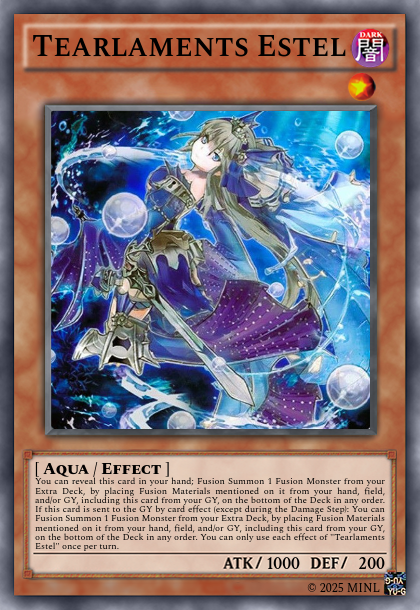 TEARLAMENTS ESTEL
DARK
闇
[ AQUA / EFFECT ]
You can reveal this card in your hand; Fusion Summon 1 Fusion Monster from your
Extra Deck, by placing Fusion Materials mentioned on it from your hand, field,
and/or GY, including this card from your GY, on the bottom of the Deck in any order.
If this card is sent to the GY by card effect (except during the Damage Step): You can
Fusion Summon 1 Fusion Monster from your Extra Deck, by placing Fusion Materials
mentioned on it from your hand, field, and/or GY, including this card from your GY,
on the bottom of the Deck in any order. You can only use each effect of "Tearlaments
Estel" once per turn.
ATK/ 1000 DEF/ 200
© 2025 MINL
YU-G